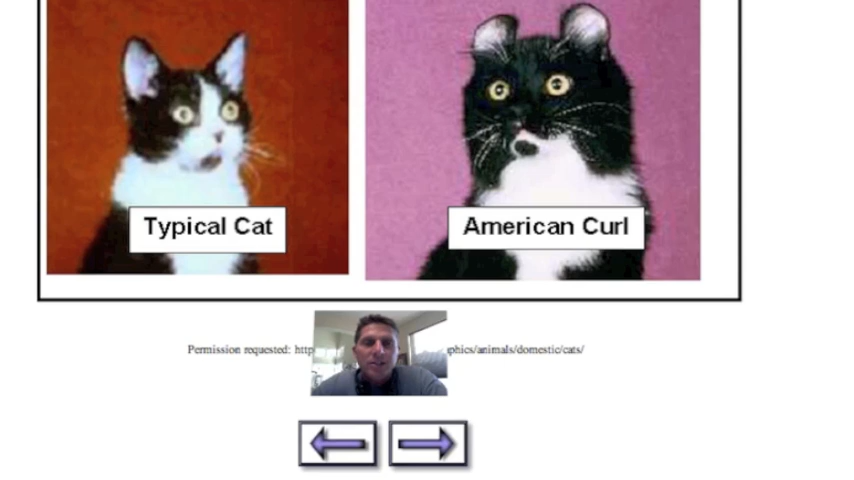 Typical Cat
American Curl
Permission requested: http phics/animals/domestic/cats/